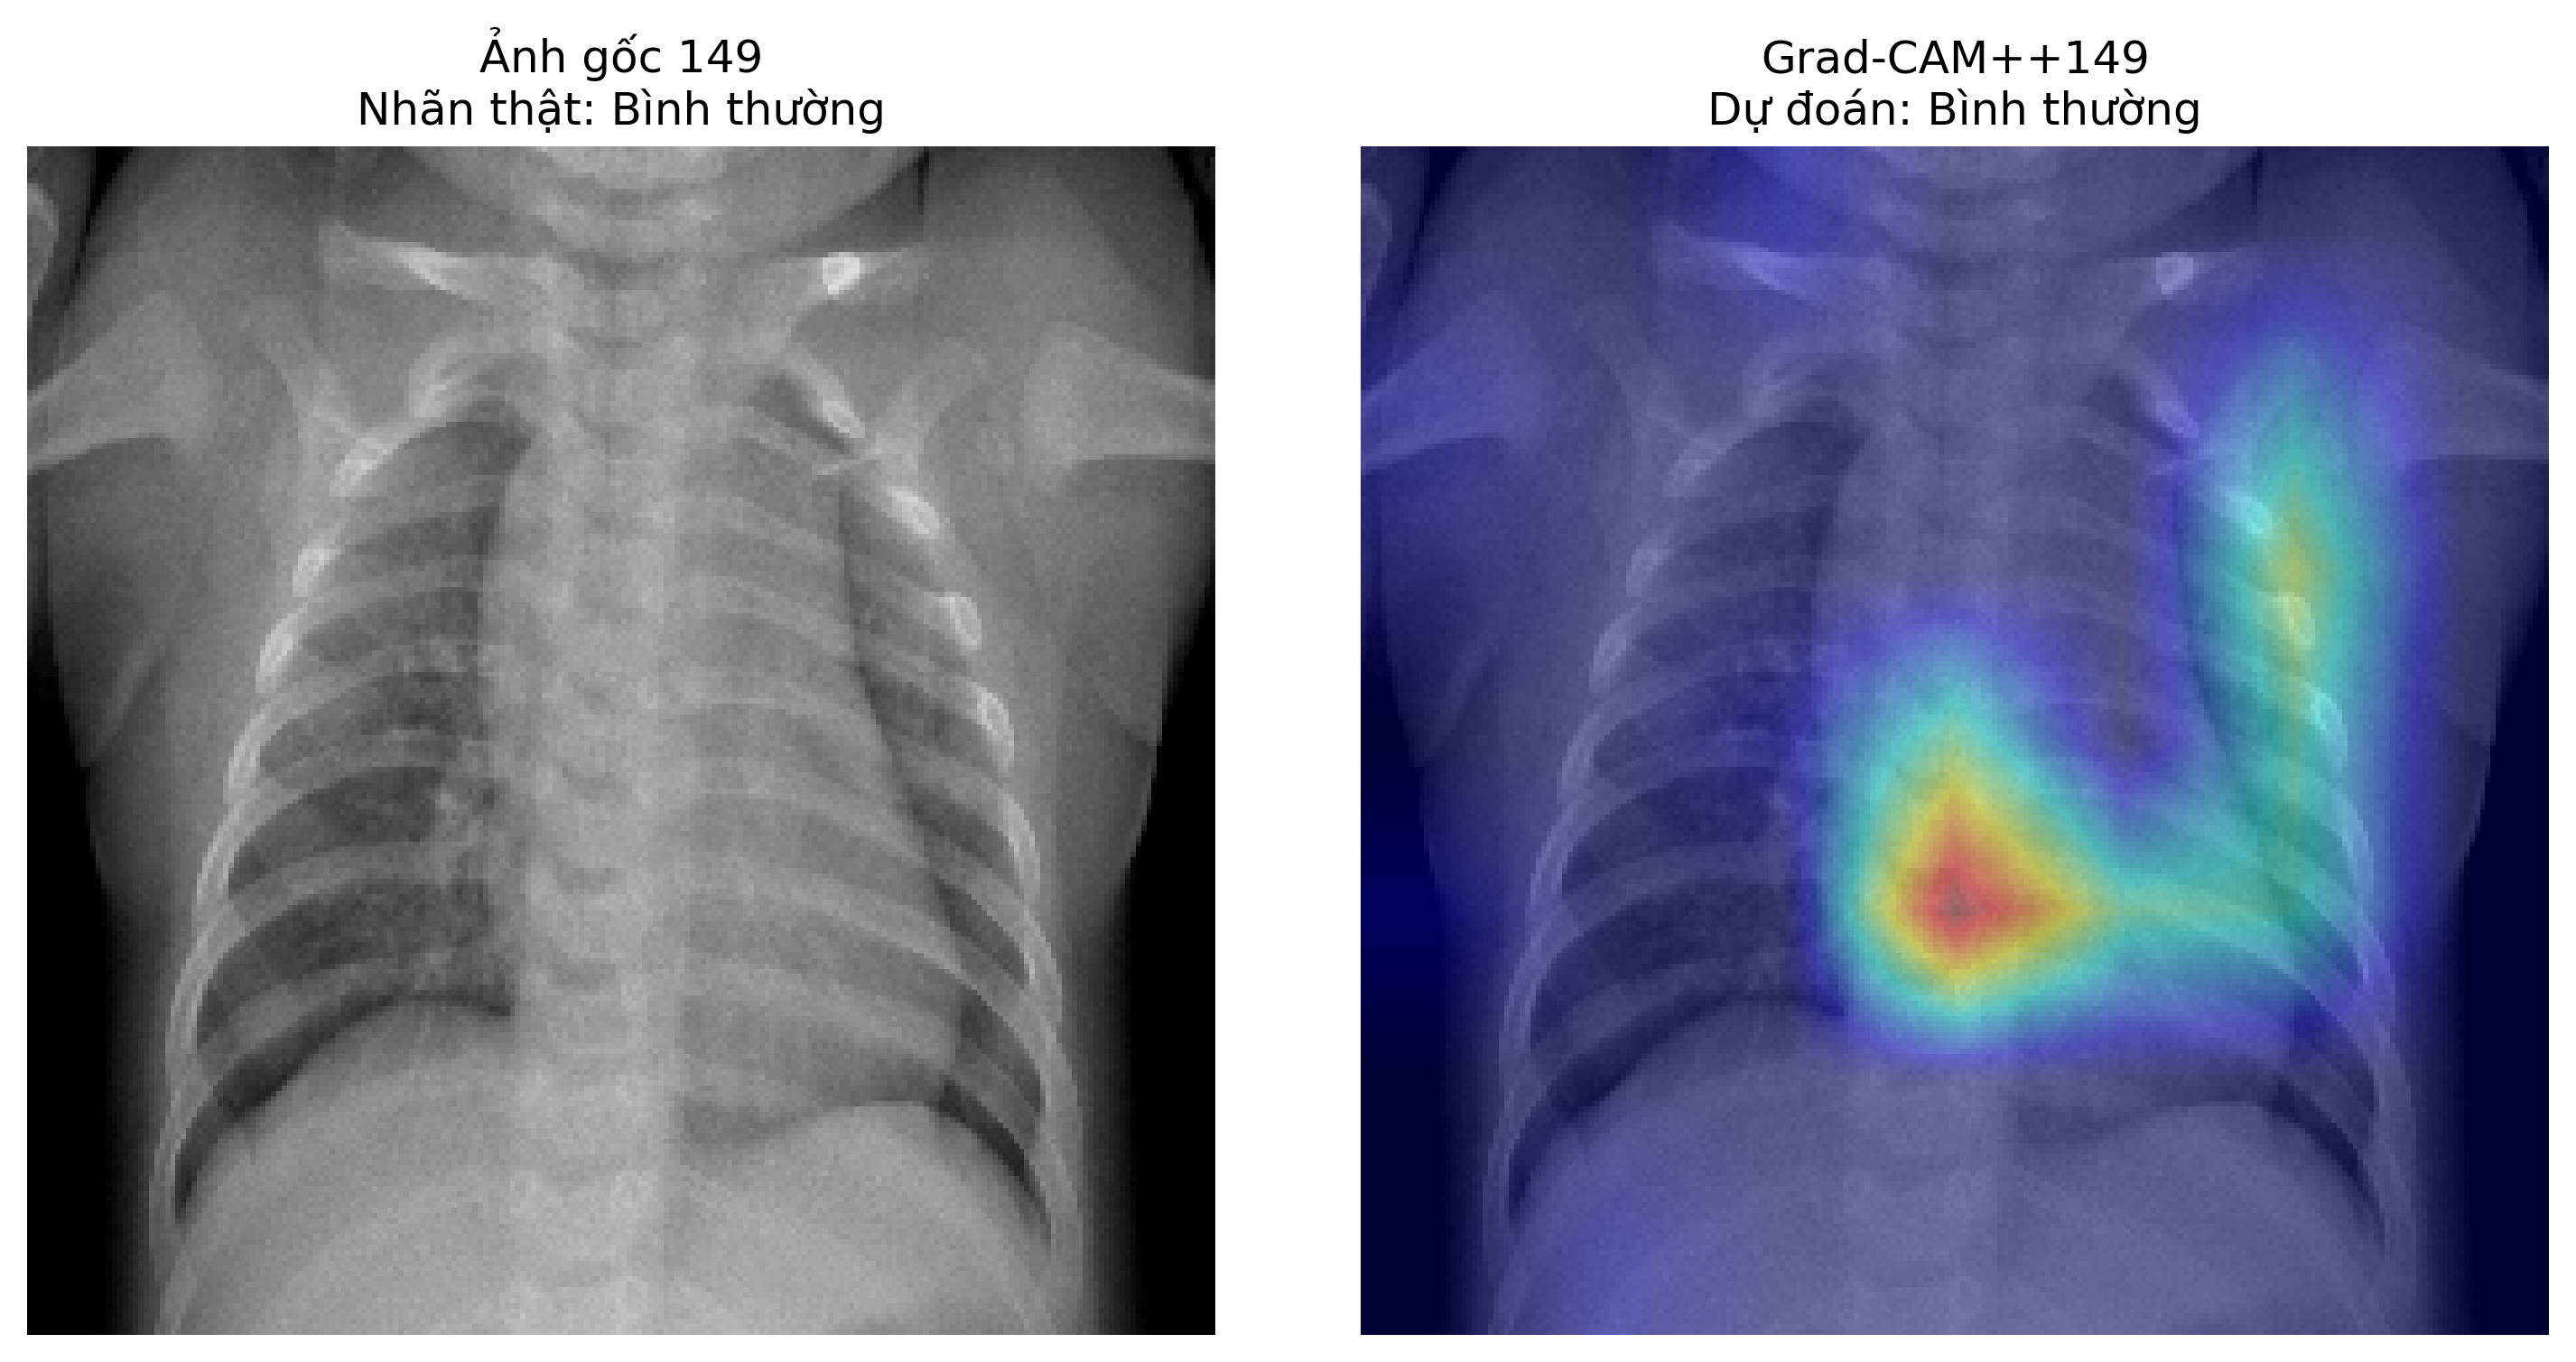 Ảnh gốc 149
Nhãn thật: Bình thường
Grad-CAM++149
Dự đoán: Bình thường